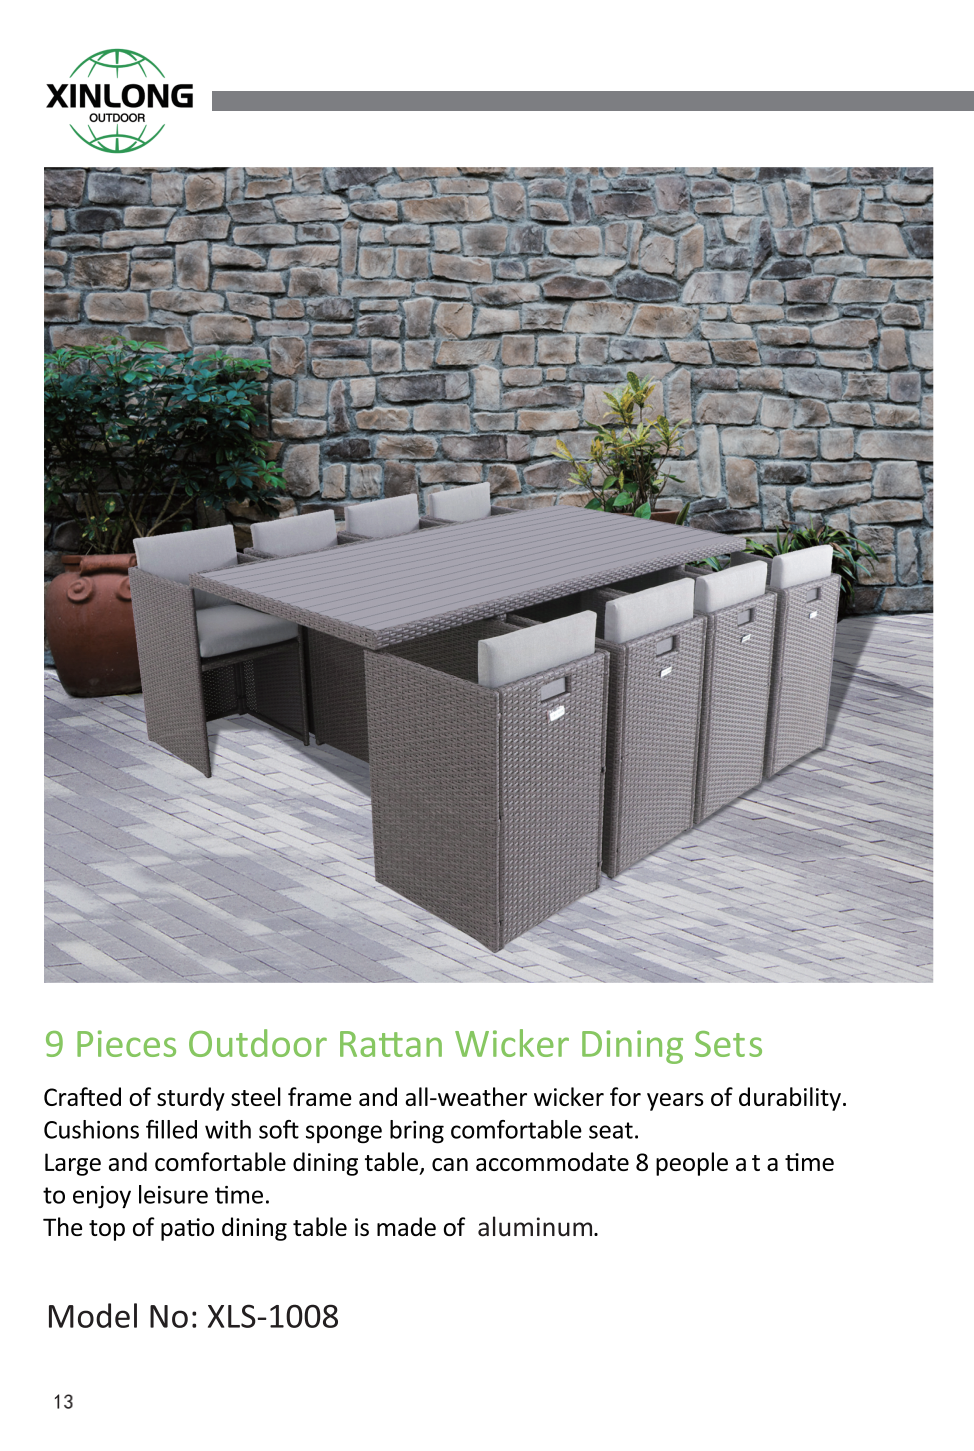 XINLONG
OUTDOOR
9 Pieces Outdoor Rattan Wicker Dining Sets
Crafted of sturdy steel frame and all-weather wicker for years of durability.
Cushions filled with soft sponge bring comfortable seat.
Large and comfortable dining table, can accommodate 8 people a t a time
to enjoy leisure time.
The top of patio dining table is made of aluminum.
Model No: XLS-1008
13